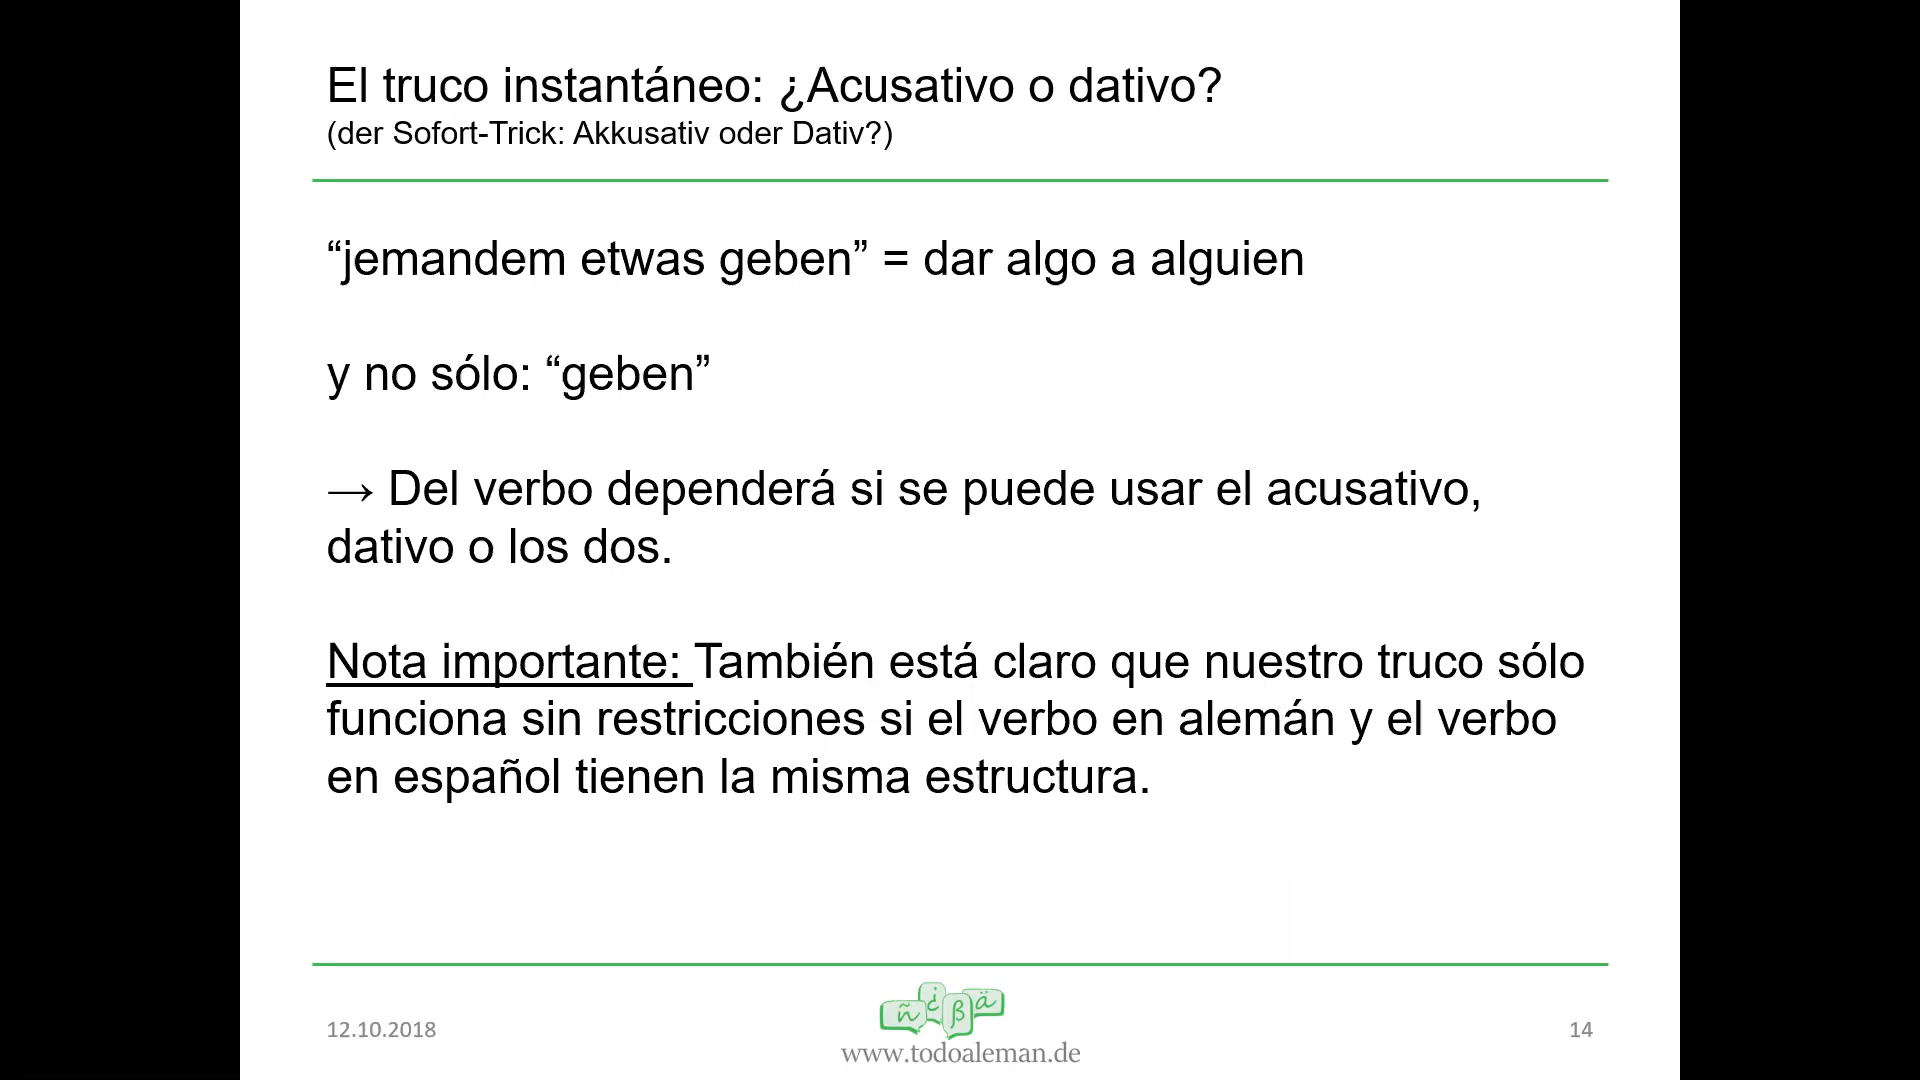 El truco instantáneo: ¿Acusativo o dativo?
(der Sofort-Trick: Akkusativ oder Dativ?)
“jemandem etwas geben” = dar algo a alguien
y no sólo: “geben”
→ Del verbo dependerá si se puede usar el acusativo,
dativo o los dos.
Nota importante: También está claro que nuestro truco sólo
funciona sin restricciones si el verbo en alemán y el verbo
en español tienen la misma estructura.
12.10.2018
ñ ¿ ß ä
www.todoaleman.de
14